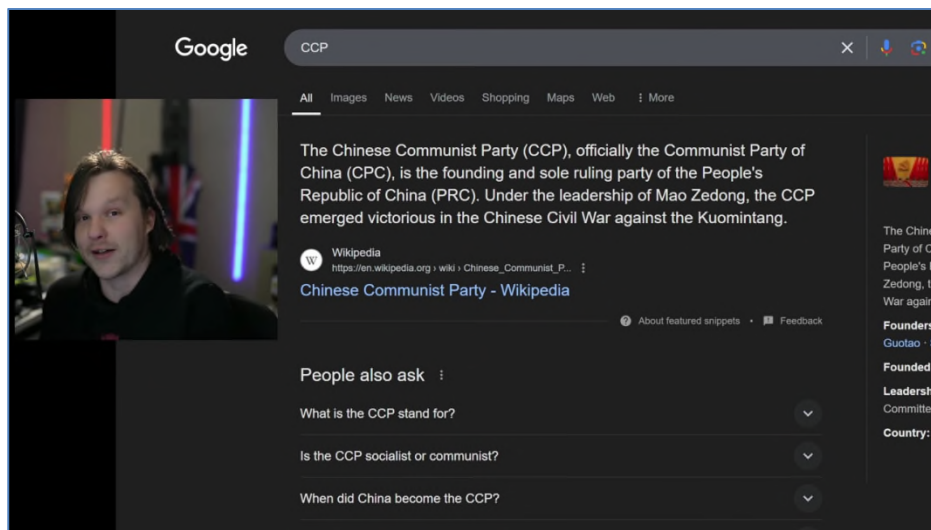 Google
CCP
All Images News Videos Shopping Maps Web More
The Chinese Communist Party (CCP), officially the Communist Party of
China (CPC), is the founding and sole ruling party of the People's
Republic of China (PRC). Under the leadership of Mao Zedong, the CCP
emerged victorious in the Chinese Civil War against the Kuomintang.
W
Wikipedia
https://en.wikipedia.org › wiki › Chinese_Communist_P...
Chinese Communist Party - Wikipedia
About featured snippets • Feedback
People also ask
What is the CCP stand for?
Is the CCP socialist or communist?
When did China become the CCP?
The Chine
Party of C
People's
Zedong, t
War again
Founders
Guotao ·
Founded
Leadersh
Committe
Country: